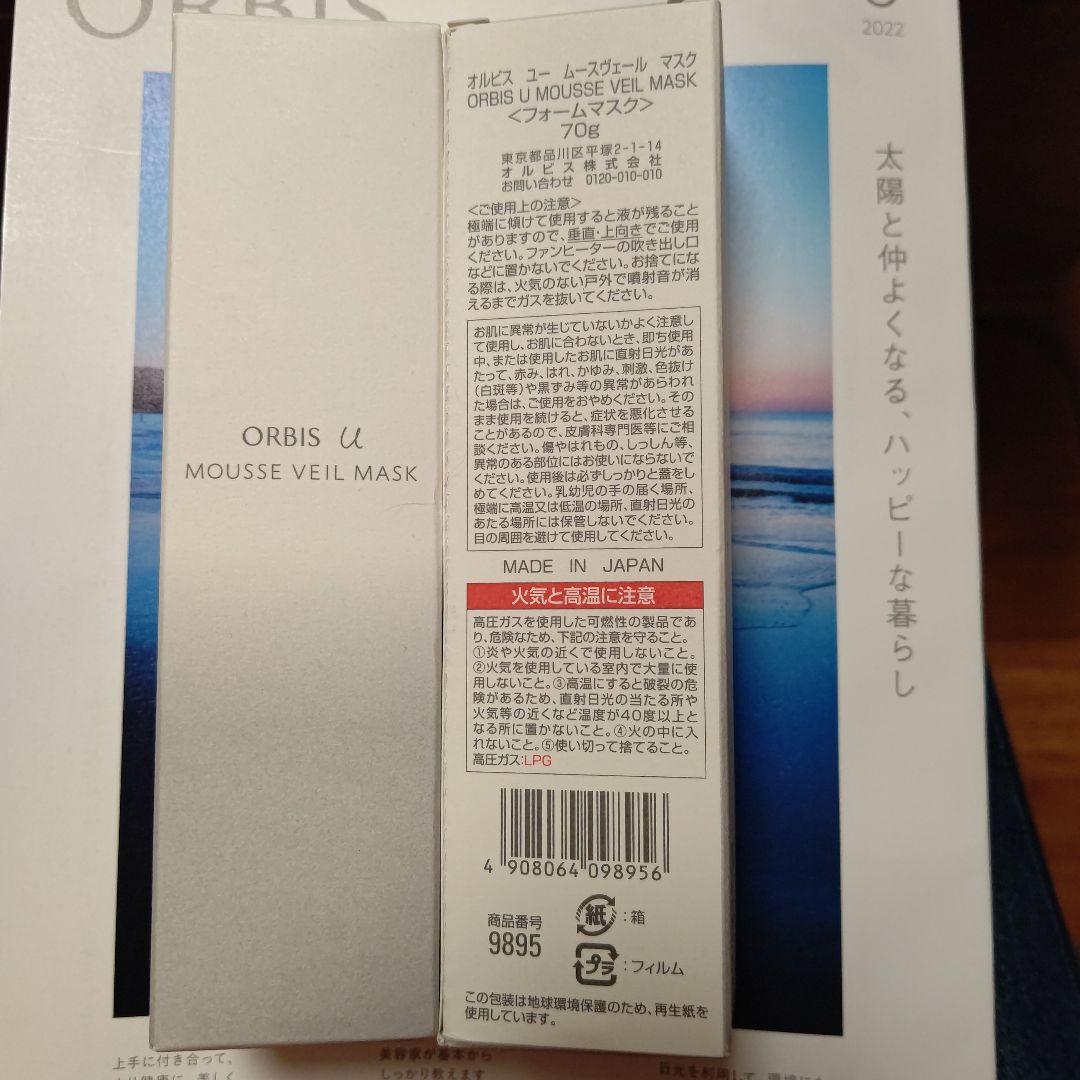 ORBIS
2022
太陽と仲よくなる、ハッピーな暮らし
ORBIS u
MOUSSE VEIL MASK
オルビス ユー ムースヴェール マスク
ORBIS U MOUSSE VEIL MASK
<フォームマスク>
70g
東京都品川区平塚2-1-14
オルビス株式会社
お問い合わせ 0120-010-010
<ご使用上の注意>
極端に傾けて使用すると液が残ること
がありますので、垂直・上向きでご使用
ください。ファンヒーターの吹き出し口
などに置かないでください。お捨てにな
る際は、火気のない戸外で噴射音が消
えるまでガスを抜いてください。
お肌に異常が生じていないかよく注意し
て使用し、お肌に合わないとき、即ち使用
中、または使用したお肌に直射日光があ
たって、赤み、はれ、かゆみ、刺激、色抜け
(白斑等)や黒ずみ等の異常があらわれ
た場合は、ご使用をおやめください。その
まま使用を続けると、症状を悪化させる
ことがあるので、皮膚科専門医等にご相
談ください。傷やはれもの、しっしん等、
異常のある部位にはお使いにならないで
ください。使用後は必ずしっかりと蓋をし
めてください。乳幼児の手の届く場所、
極端に高温又は低温の場所、直射日光の
あたる場所には保管しないでください。
目の周囲を避けて使用してください。
MADE IN JAPAN
火気と高温に注意
高圧ガスを使用した可燃性の製品であ
り、危険なため、下記の注意を守ること。
①炎や火気の近くで使用しないこと。
②火気を使用している室内で大量に使
用しないこと。③高温にすると破裂の危
険があるため、直射日光の当たる所や
火気等の近くなど温度が40度以上と
なる所に置かないこと。④火の中に入
れないこと。⑤使い切って捨てること。
高圧ガス:LPG
4 908064 098956
商品番号
9895
紙:箱
プラ:フィルム
この包装は地球環境保護のため、再生紙を
使用しています。
上手に付き合って、
美容家が基本から
しっかり教えます